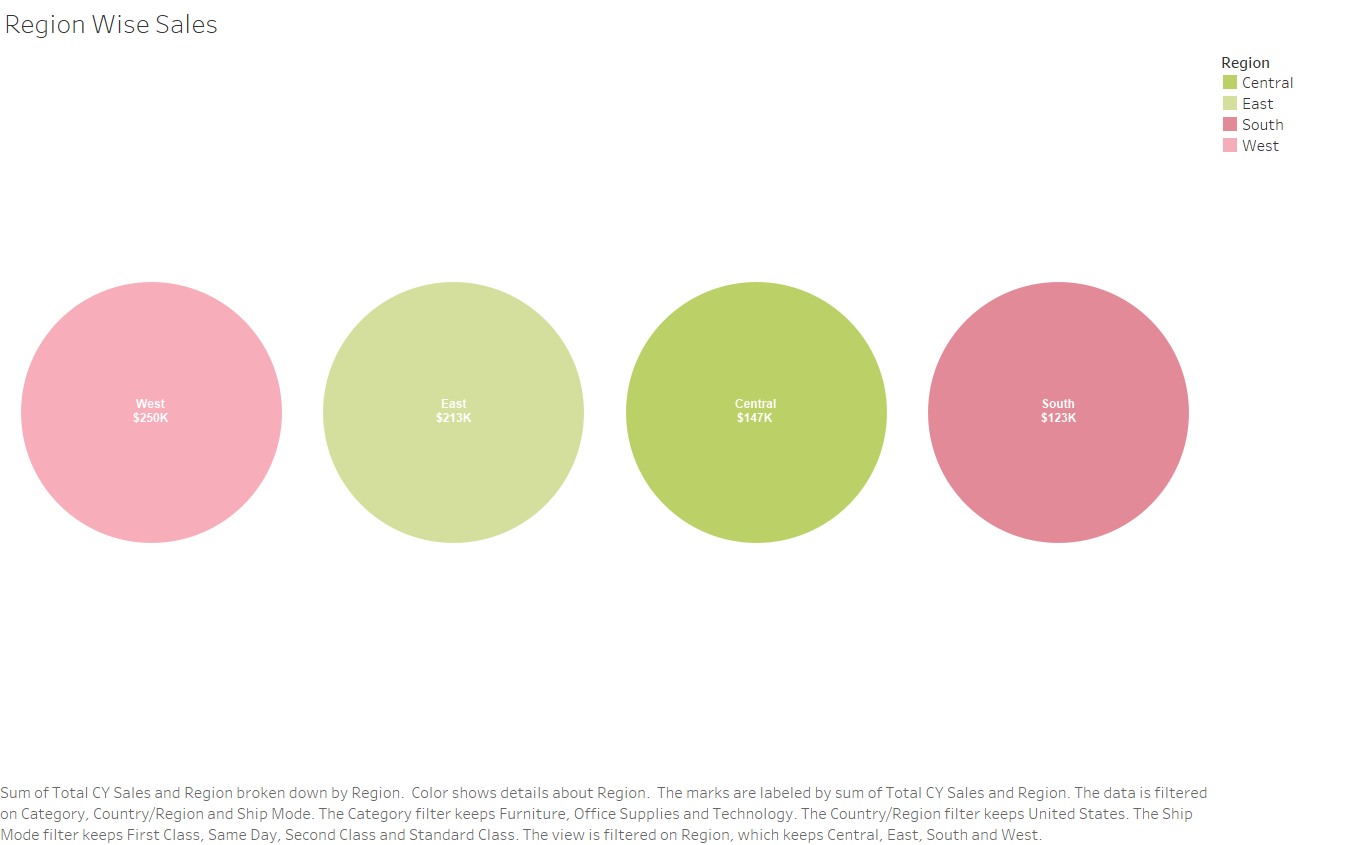 Region Wise Sales
Region
Central
East
South
West
West
$250K
East
$213K
Central
$147K
South
$123K
Sum of Total CY Sales and Region broken down by Region.  Color shows details about Region.  The marks are labeled by sum of Total CY Sales and Region. The data is filtered
on Category, Country/Region and Ship Mode. The Category filter keeps Furniture, Office Supplies and Technology. The Country/Region filter keeps United States. The Ship
Mode filter keeps First Class, Same Day, Second Class and Standard Class. The view is filtered on Region, which keeps Central, East, South and West.